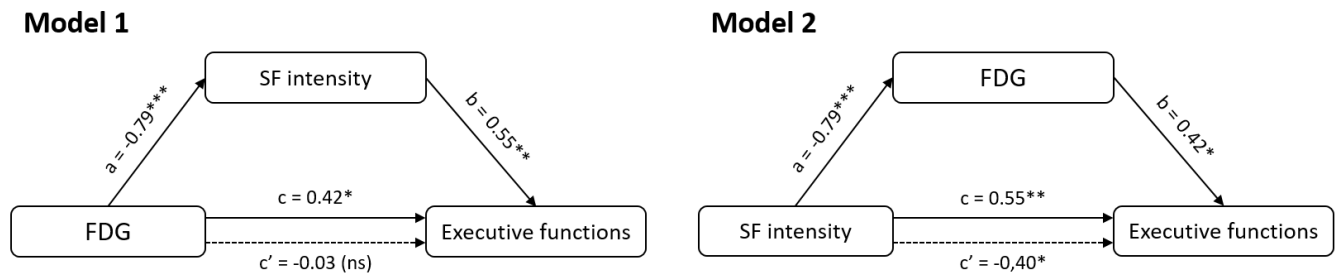 Model 1
SF intensity
a = -0.79***
b = 0.55**
c = 0.42*
FDG
Executive functions
c’ = -0.03 (ns)
Model 2
FDG
a = -0.79***
b = 0.42*
c = 0.55**
SF intensity
Executive functions
c’ = -0,40*